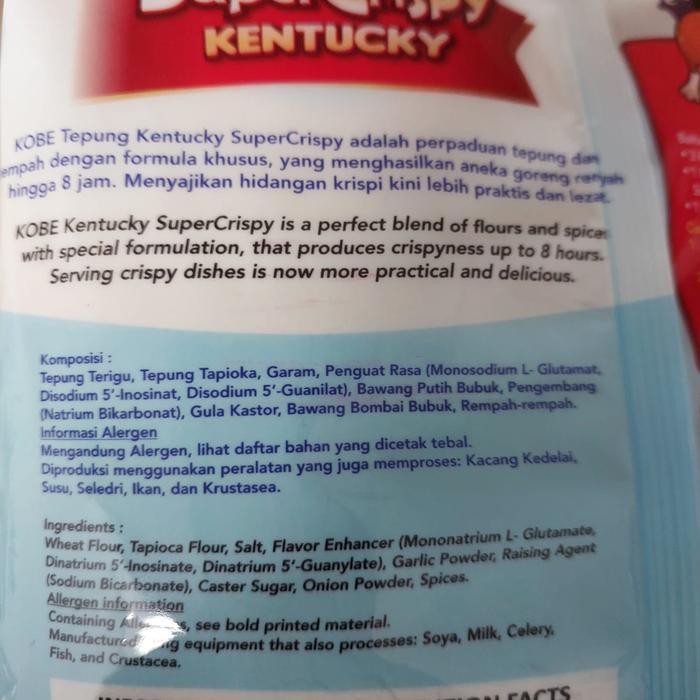 SuperCrispy
KENTUCKY
KOBE Tepung Kentucky SuperCrispy adalah perpaduan tepung dan
empah dengan formula khusus, yang menghasilkan aneka goreng renyah
hingga 8 jam. Menyajikan hidangan krispi kini lebih praktis dan lezat.
KOBE Kentucky SuperCrispy is a perfect blend of flours and spices
with special formulation, that produces crispyness up to 8 hours.
Serving crispy dishes is now more practical and delicious.
Komposisi :
Tepung Terigu, Tepung Tapioka, Garam, Penguat Rasa (Monosodium L- Glutamat,
Disodium 5'-Inosinat, Disodium 5'-Guanilat), Bawang Putih Bubuk, Pengembang
(Natrium Bikarbonat), Gula Kastor, Bawang Bombai Bubuk, Rempah-rempah.
Informasi Alergen
Mengandung Alergen, lihat daftar bahan yang dicetak tebal.
Diproduksi menggunakan peralatan yang juga memproses: Kacang Kedelai,
Susu, Seledri, Ikan, dan Krustasea.
Ingredients :
Wheat Flour, Tapioca Flour, Salt, Flavor Enhancer (Mononatrium L- Glutamate,
Dinatrium 5'-Inosinate, Dinatrium 5'-Guanylate), Garlic Powder, Raising Agent
(Sodium Bicarbonate), Caster Sugar, Onion Powder, Spices.
Allergen information
Containing , see bold printed material.
Manufactured equipment that also processes: Soya, Milk, Celery,
Fish, and Crustacea.
FACTS